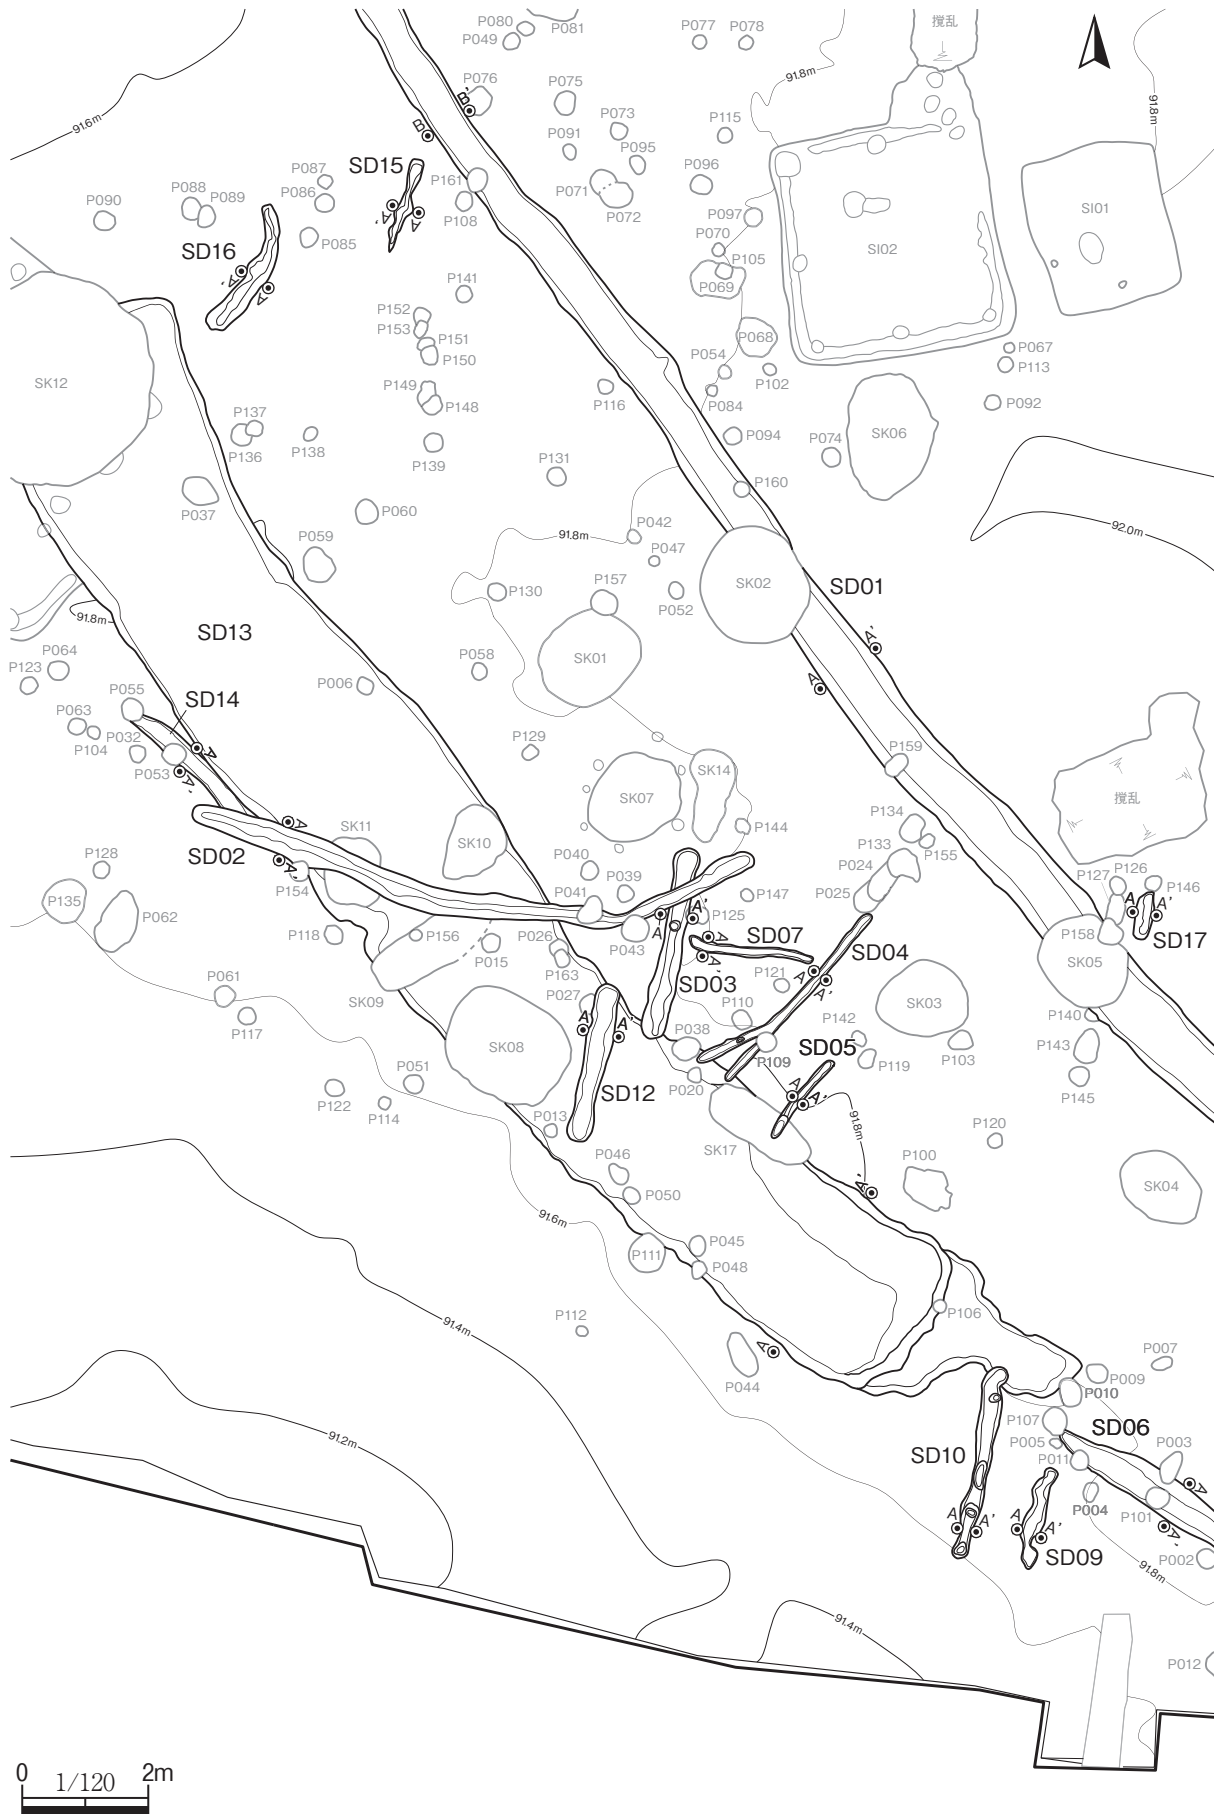 P080
P081
P077
P078
撹乱
P049
91.8m
91.8m
91.6m
P076
P075
P073
B'
B
P091
P095
P115
SD15
P161
P096
P087
P088
P089
P086
P071
P072
SI01
P090
A'
A
P108
P097
SI02
SD16
P085
P070
P105
A'
A
P141
P069
P152
P153
P151
P068
P150
P054
P067
P113
SK12
P149
P116
P102
P148
P084
P092
P137
P094
P074
SK06
P136
P138
P139
P131
P160
P037
P060
P042
92.0m
91.8m
P059
P047
SK02
P157
SD01
P130
P052
91.8m
SD13
A'
SK01
P064
P058
P123
P006
A
P055
SD14
P063
P104
P032
A
P129
P159
P053
A'
SK14
撹乱
SK07
P134
A
SK11
SK10
P144
P133
P155
SD02
P040
P024
P126
P128
A'
P127
P154
P039
P146
P041
P147
P025
P135
A
A'
P125
A
A'
P062
P118
P156
P026
P043
A
SD07
SD04
P158
SD17
P015
A'
P163
A
SK05
P061
SK09
SD03
P121
A'
P027
P110
SK03
P117
A
A'
P142
P140
P038
SK08
SD05
P143
P109
P119
P103
P051
P020
A
P122
SD12
A'
P145
P114
P013
91.8m
P120
SK17
P046
P100
A'
SK04
P050
91.6m
P045
P111
P048
P106
91.4m
P112
A
P007
P044
P009
P010
P107
SD06
P005
P003
SD10
P011
A
91.2m
P004
A
A'
A
P101
A'
A'
SD09
P002
91.8m
91.4m
P012
0 1/120 2m